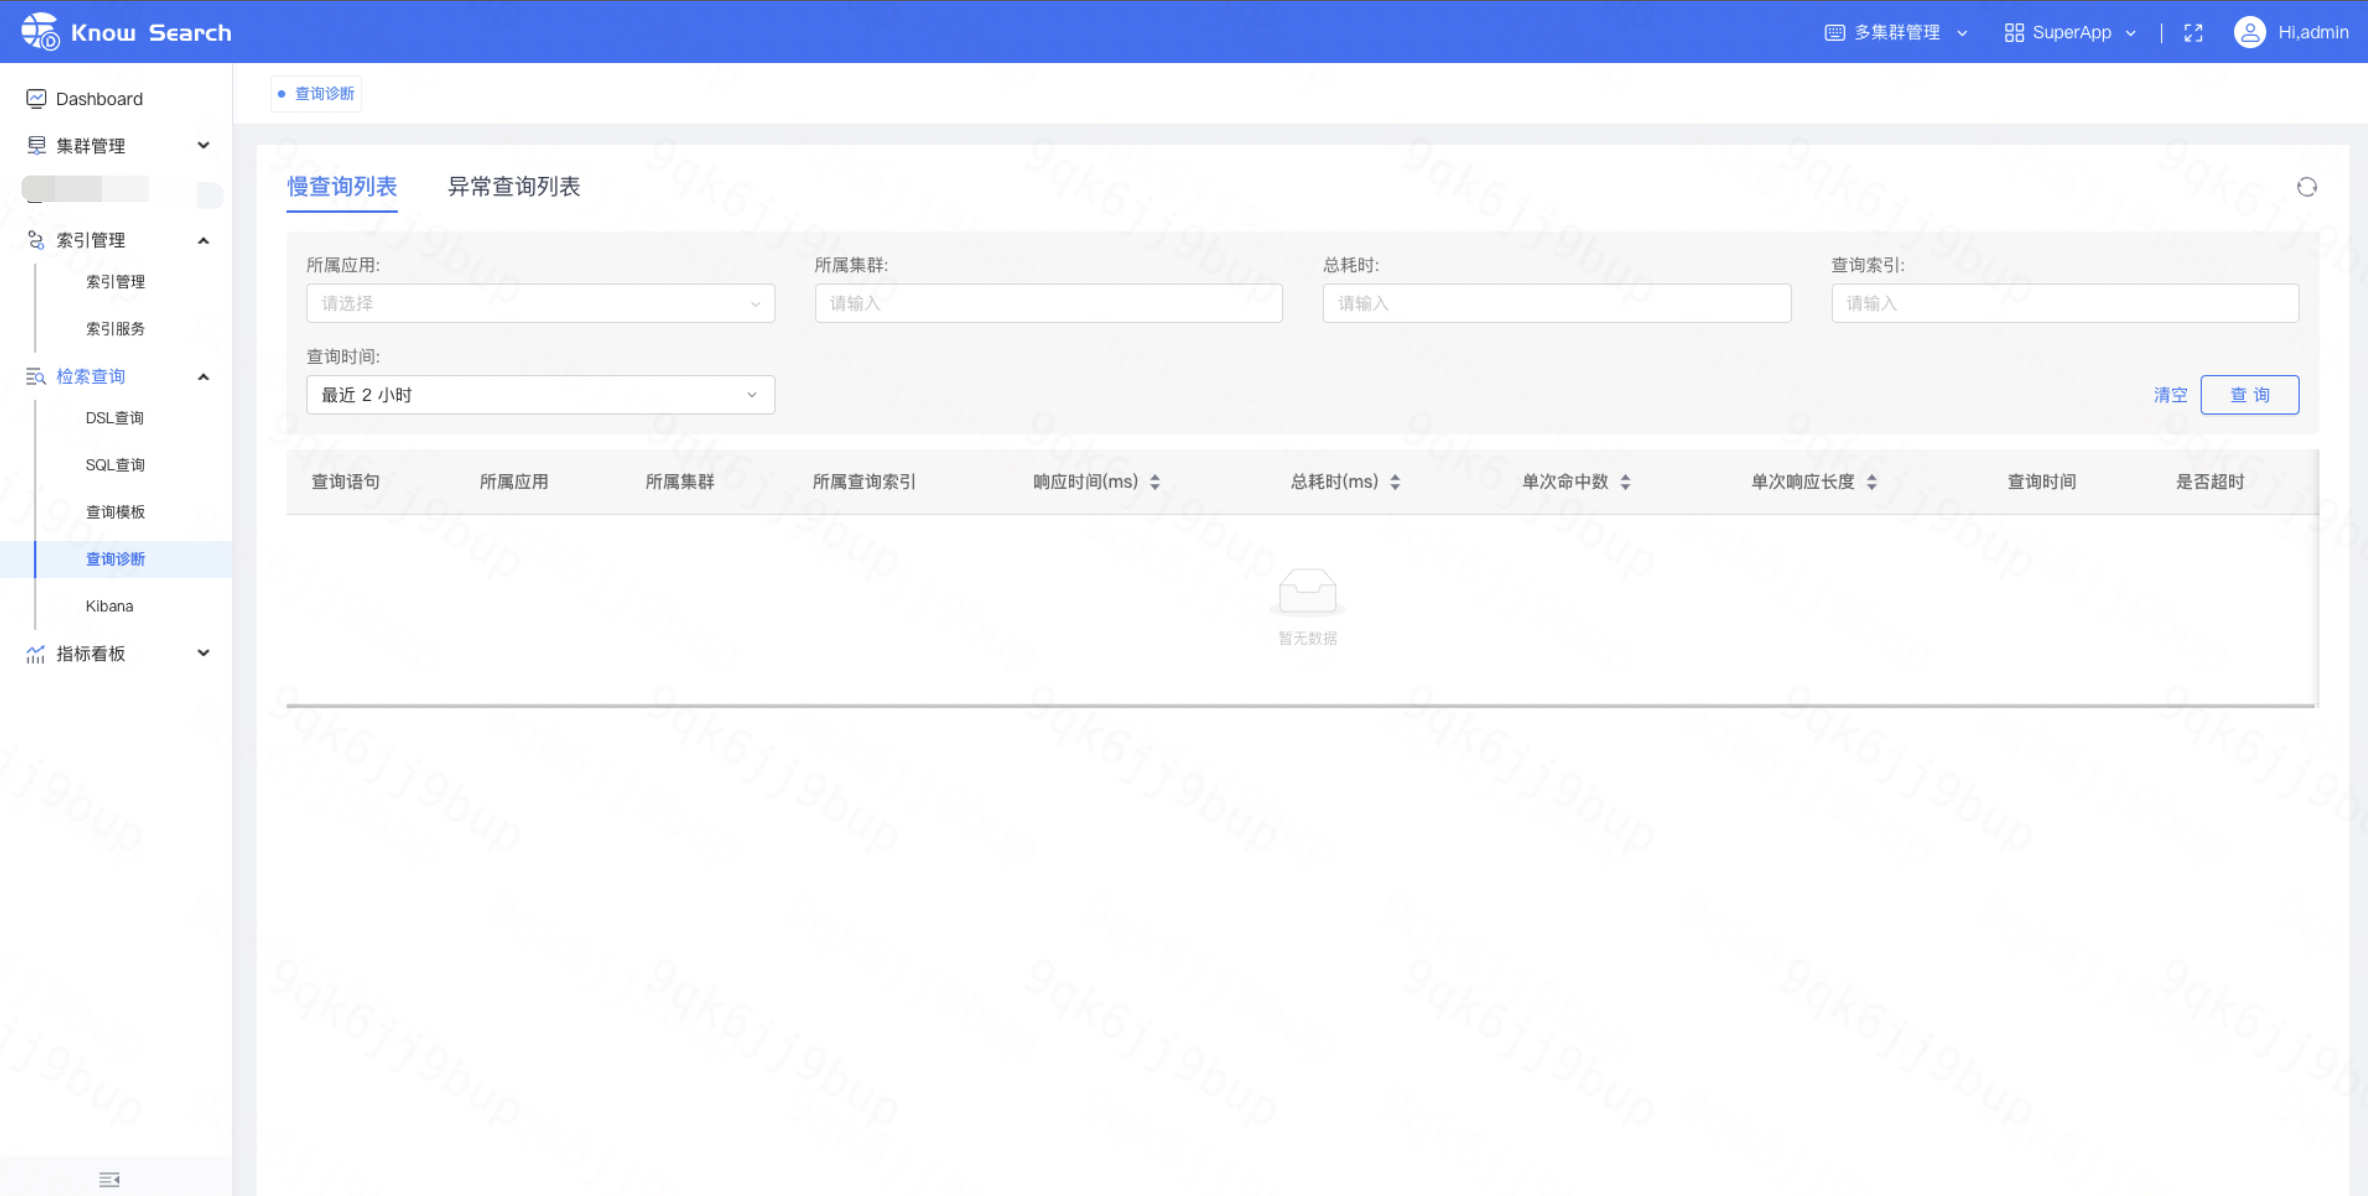 Know Search
多集群管理
SuperApp
Hi,admin
Dashboard
集群管理
索引管理
索引管理
索引服务
检索查询
DSL查询
SQL查询
查询模板
查询诊断
Kibana
指标看板
查询诊断
慢查询列表
异常查询列表
所属应用:
所属集群:
总耗时:
查询索引:
请选择
请输入
请输入
请输入
查询时间:
最近 2 小时
清空
查 询
查询语句
所属应用
所属集群
所属查询索引
响应时间(ms)
总耗时(ms)
单次命中数
单次响应长度
查询时间
是否超时
暂无数据
9qk6jj9bup